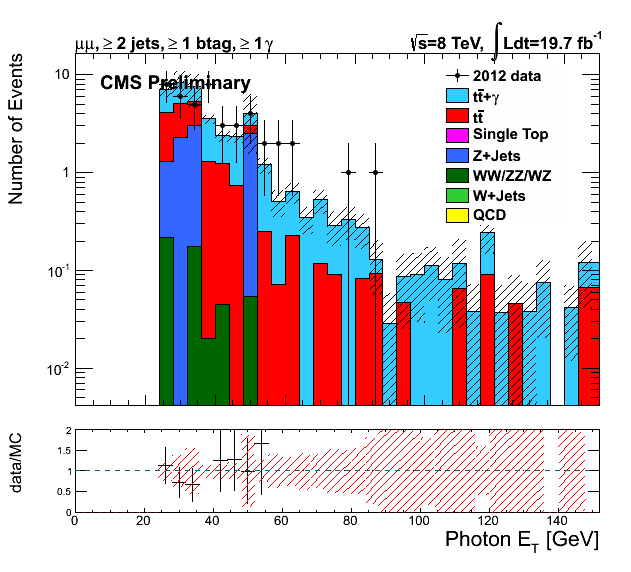 μμ, ≥ 2 jets, ≥ 1 btag, ≥ 1 γ
√s=8 TeV, ∫ Ldt=19.7 fb⁻¹
CMS Preliminary
2012 data
tt̄+γ
tt̄
Single Top
Z+Jets
WW/ZZ/WZ
W+Jets
QCD
Number of Events
10
1
10⁻¹
10⁻²
data/MC
2
1.5
1
0.5
0
0 20 40 60 80 100 120 140
Photon E_T [GeV]